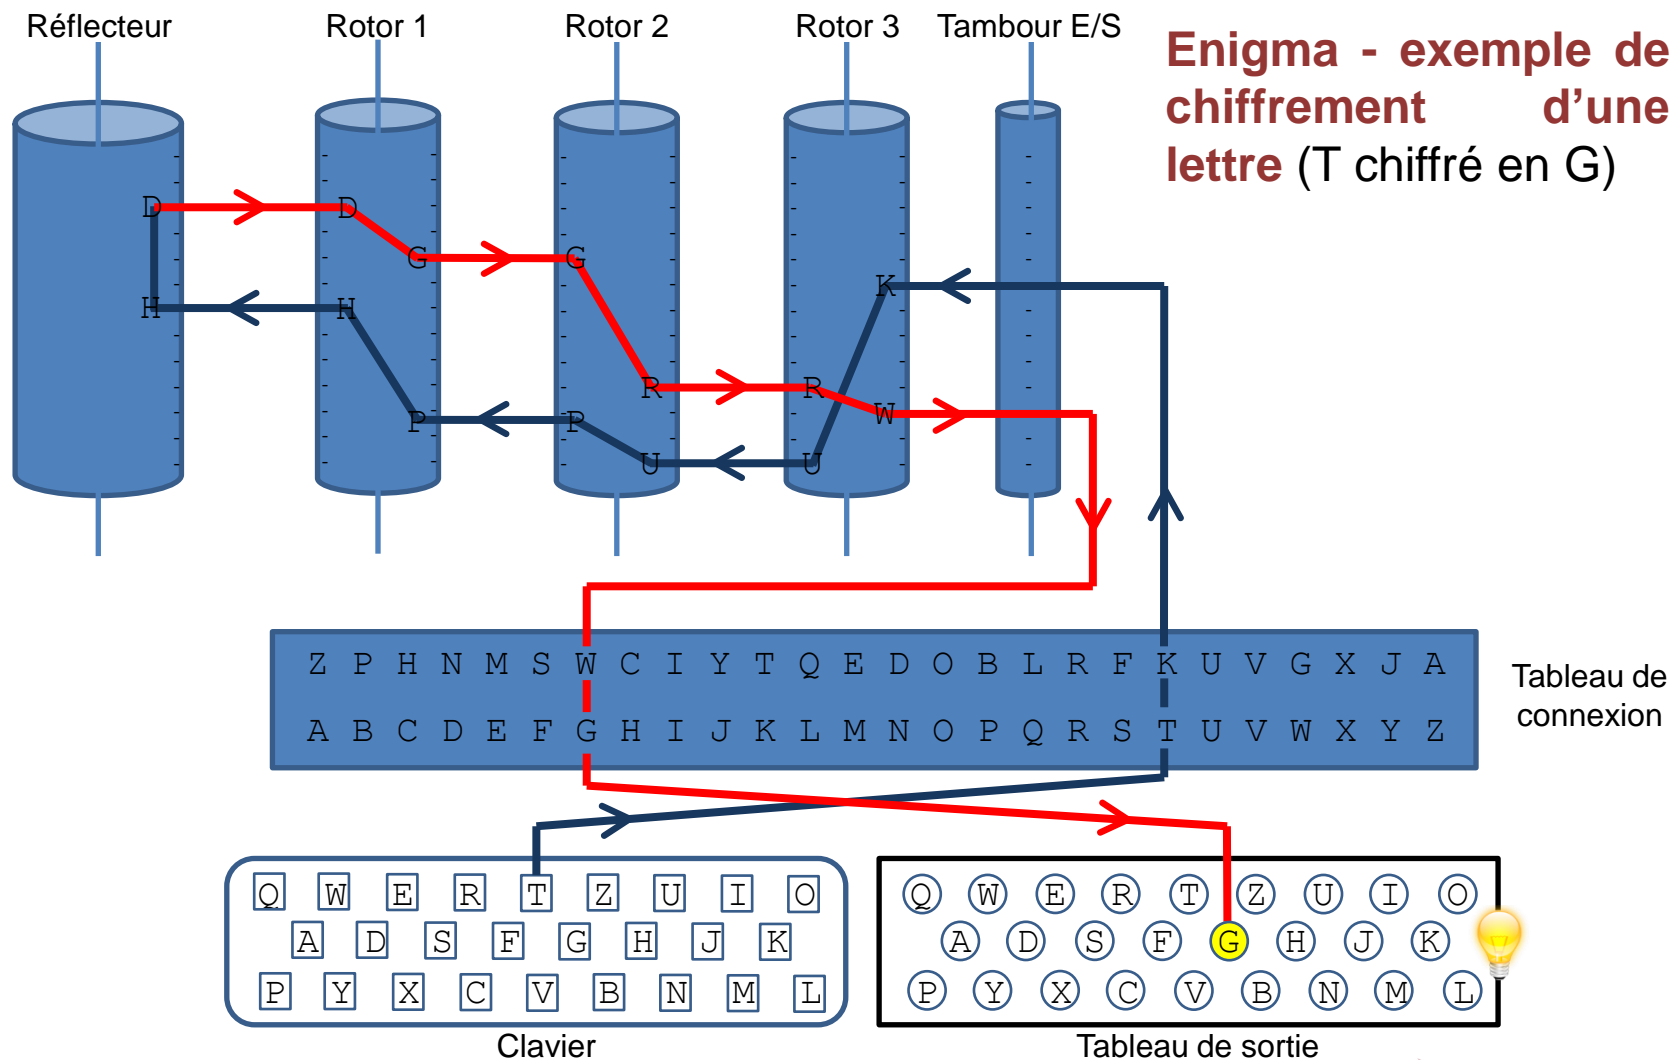 Réflecteur Rotor 1 Rotor 2 Rotor 3 Tambour E/S
Enigma - exemple de
chiffrement d’une
lettre (T chiffré en G)
D D
G G
K
H H
R R
W
P P
U U
Z P H N M S W C I Y T Q E D O B L R F K U V G X J A
A B C D E F G H I J K L M N O P Q R S T U V W X Y Z
Tableau de
connexion
Q W E R T Z U I O
A D S F G H J K
P Y X C V B N M L
Clavier
Q W E R T Z U I O
A D S F G H J K
P Y X C V B N M L
Tableau de sortie